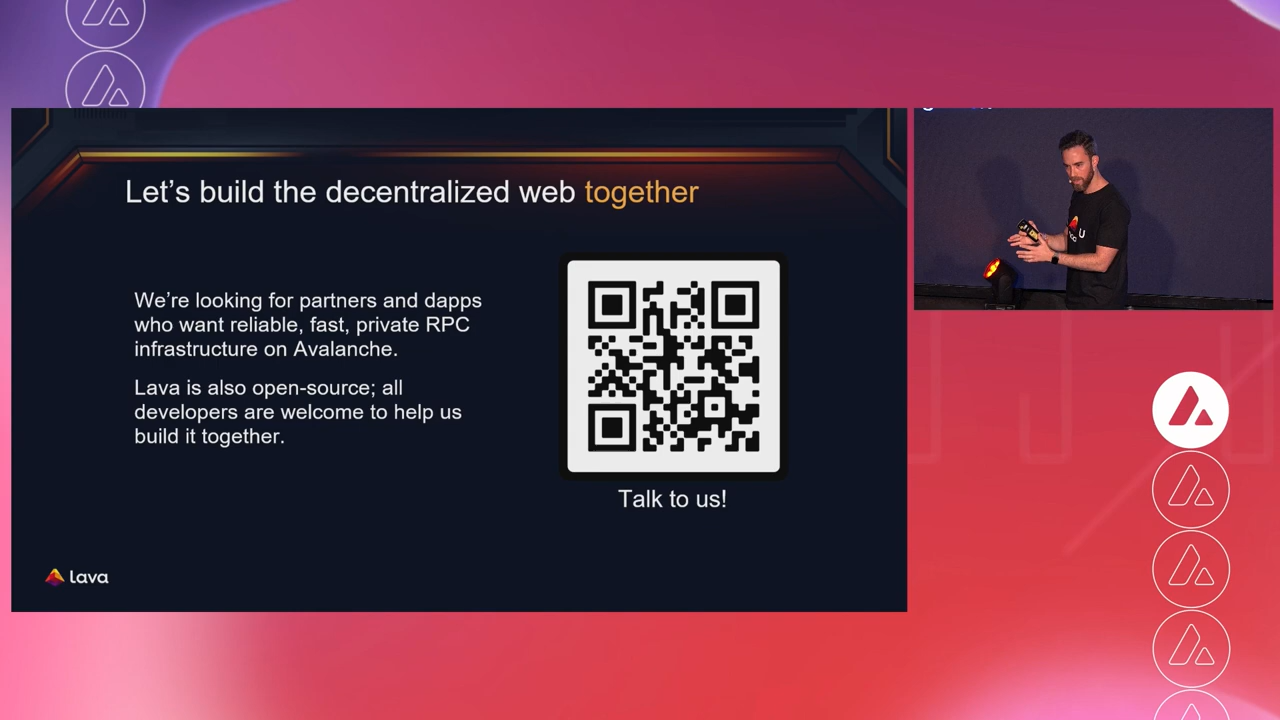 Let’s build the decentralized web together
We’re looking for partners and dapps
who want reliable, fast, private RPC
infrastructure on Avalanche.
Lava is also open-source; all
developers are welcome to help us
build it together.
Talk to us!
Lava